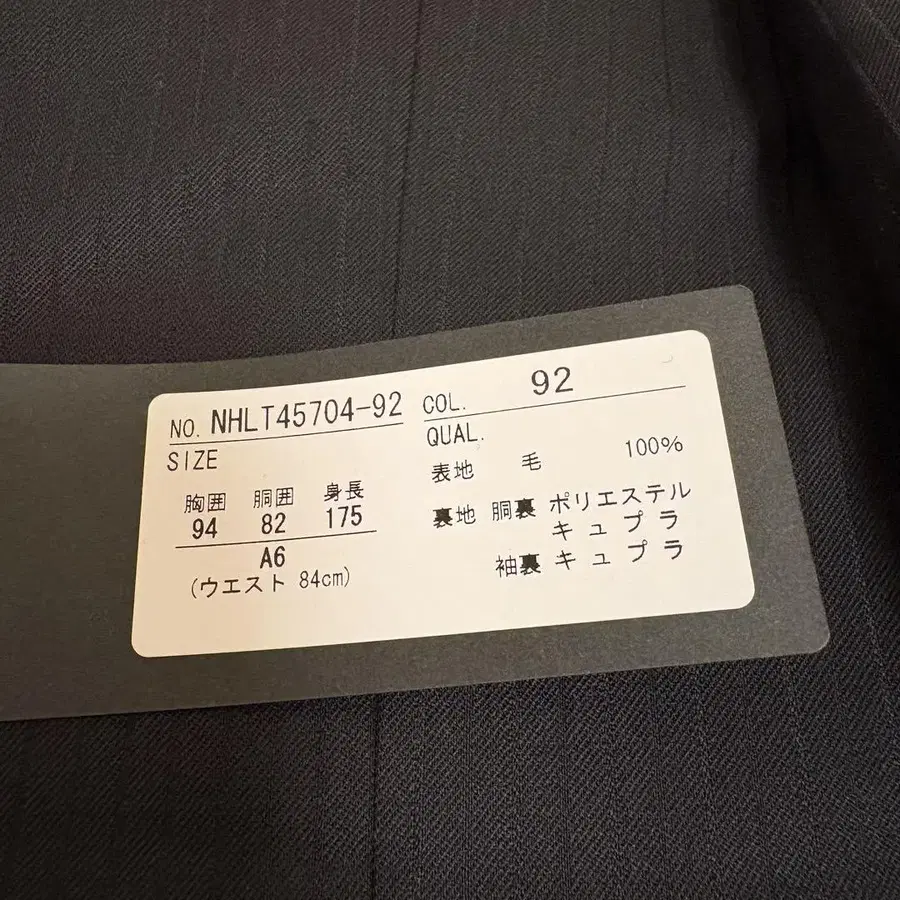 NO. NHLT45704-92
SIZE
胸囲 胴囲 身長
94 82 175
A6
(ウエスト 84cm)
COL. 92
QUAL.
表地 毛 100%
裏地 胴裏 ポリエステル
キュプラ
袖裏 キュプラ